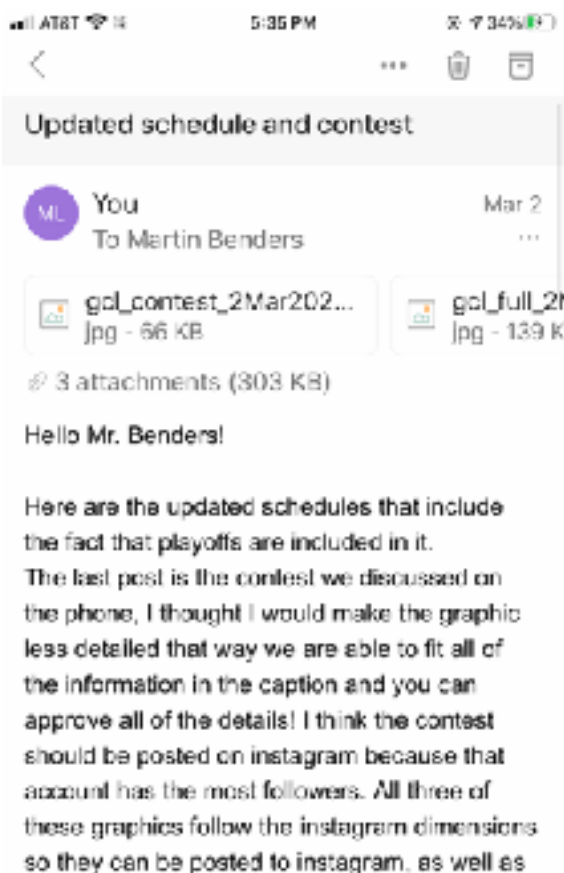 AT&T 5:35 PM 34%
Updated schedule and contest
ML
You Mar 2
To Martin Benders ...
gcl_contest_2Mar202... gcl_full_2M
jpg - 66 KB jpg - 139 K
3 attachments (303 KB)
Hello Mr. Benders!
Here are the updated schedules that include
the fact that playoffs are included in it.
The last post is the contest we discussed on
the phone, I thought I would make the graphic
less detailed that way we are able to fit all of
the information in the caption and you can
approve all of the details! I think the contest
should be posted on instagram because that
account has the most followers. All three of
these graphics follow the instagram dimensions
so they can be posted to instagram, as well as